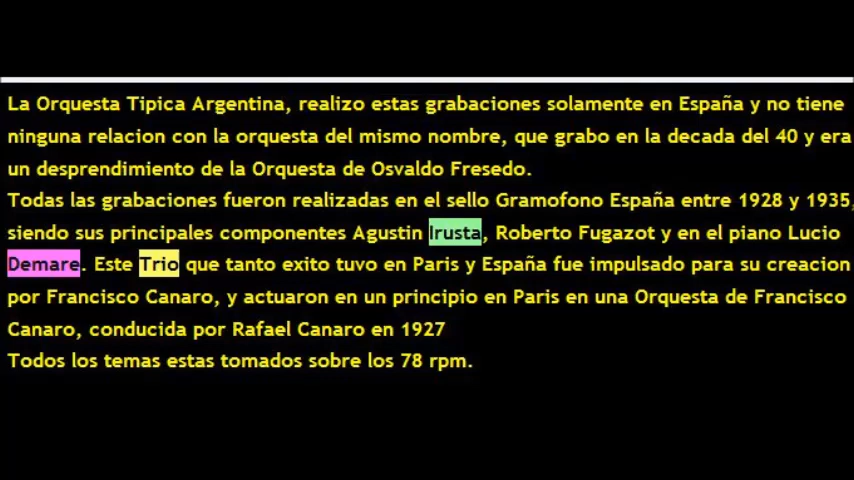 La Orquesta Tipica Argentina, realizo estas grabaciones solamente en España y no tiene
ninguna relacion con la orquesta del mismo nombre, que grabo en la decada del 40 y era
un desprendimiento de la Orquesta de Osvaldo Fresedo.
Todas las grabaciones fueron realizadas en el sello Gramofono España entre 1928 y 1935,
siendo sus principales componentes Agustin Irusta, Roberto Fugazot y en el piano Lucio
Demare. Este Trio que tanto exito tuvo en Paris y España fue impulsado para su creacion
por Francisco Canaro, y actuaron en un principio en Paris en una Orquesta de Francisco
Canaro, conducida por Rafael Canaro en 1927
Todos los temas estas tomados sobre los 78 rpm.